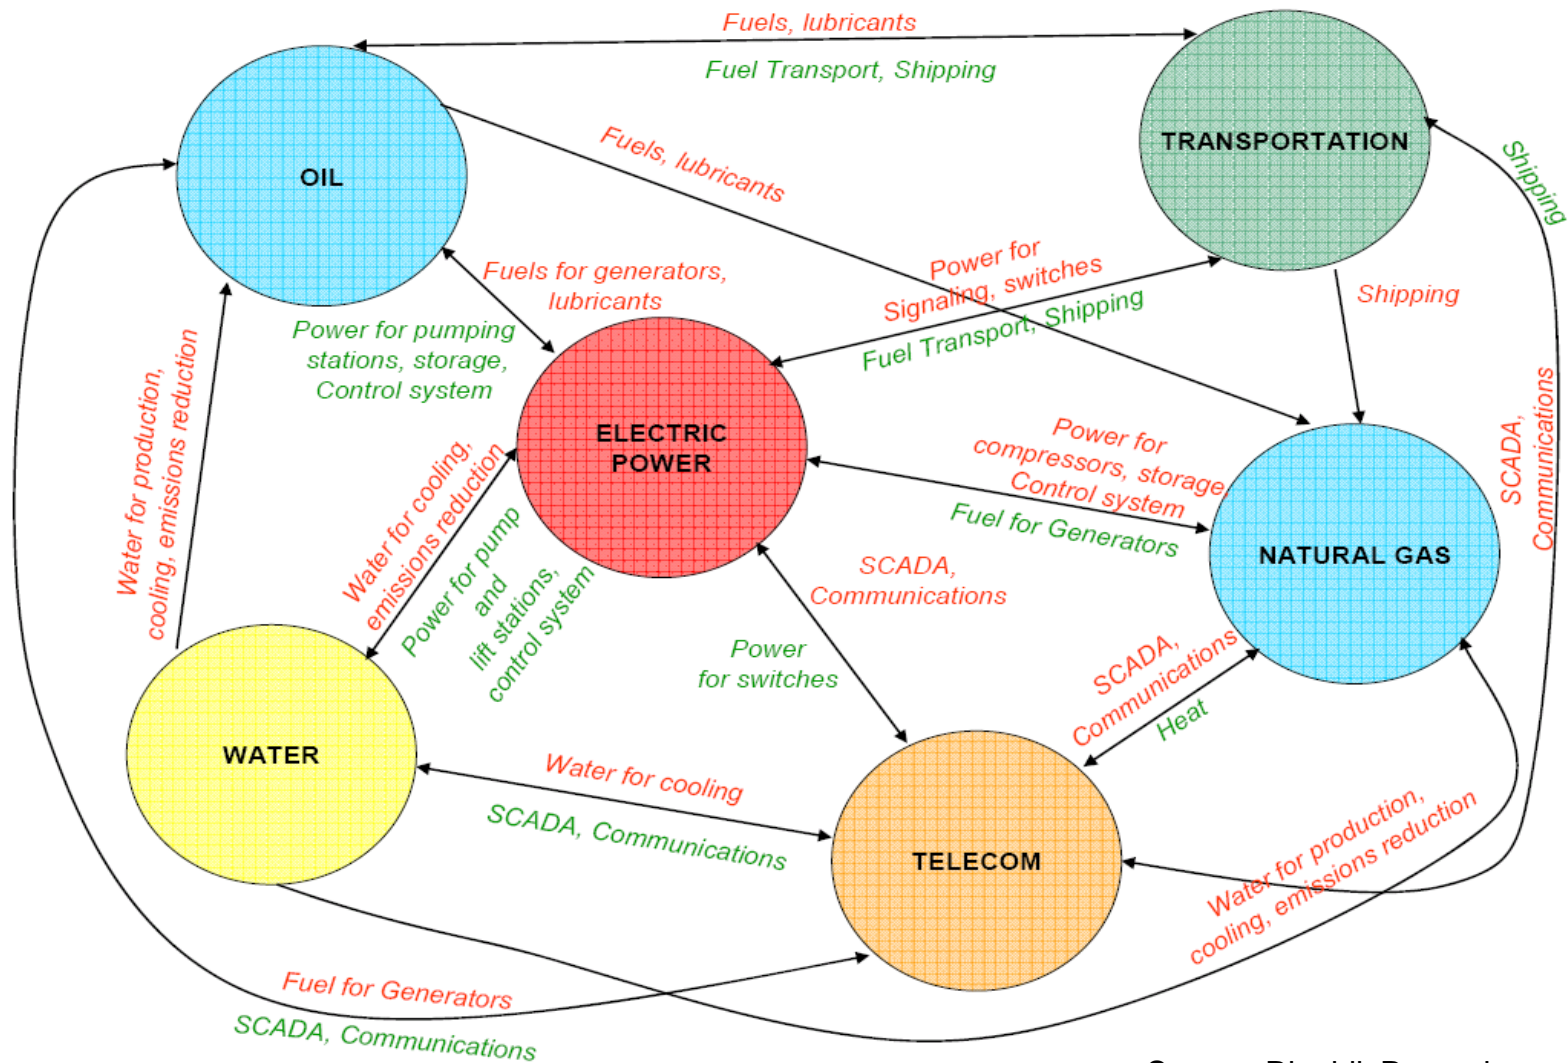 Fuels, lubricants
Fuel Transport, Shipping
TRANSPORTATION
OIL
Fuels, lubricants
Shipping
Power for
Signaling, switches
Fuel Transport, Shipping
Shipping
Fuels for generators,
lubricants
Power for pumping
stations, storage,
Control system
Water for production,
cooling, emissions reduction
ELECTRIC
POWER
Power for
compressors, storage,
Control system
Fuel for Generators
SCADA,
Communications
NATURAL GAS
Water for cooling,
emissions reduction
Power for pump
and
lift stations,
control system
SCADA,
Communications
Power
for switches
SCADA,
Communications
Heat
WATER
Water for cooling
SCADA, Communications
TELECOM
Water for production,
cooling, emissions reduction
Fuel for Generators
SCADA, Communications